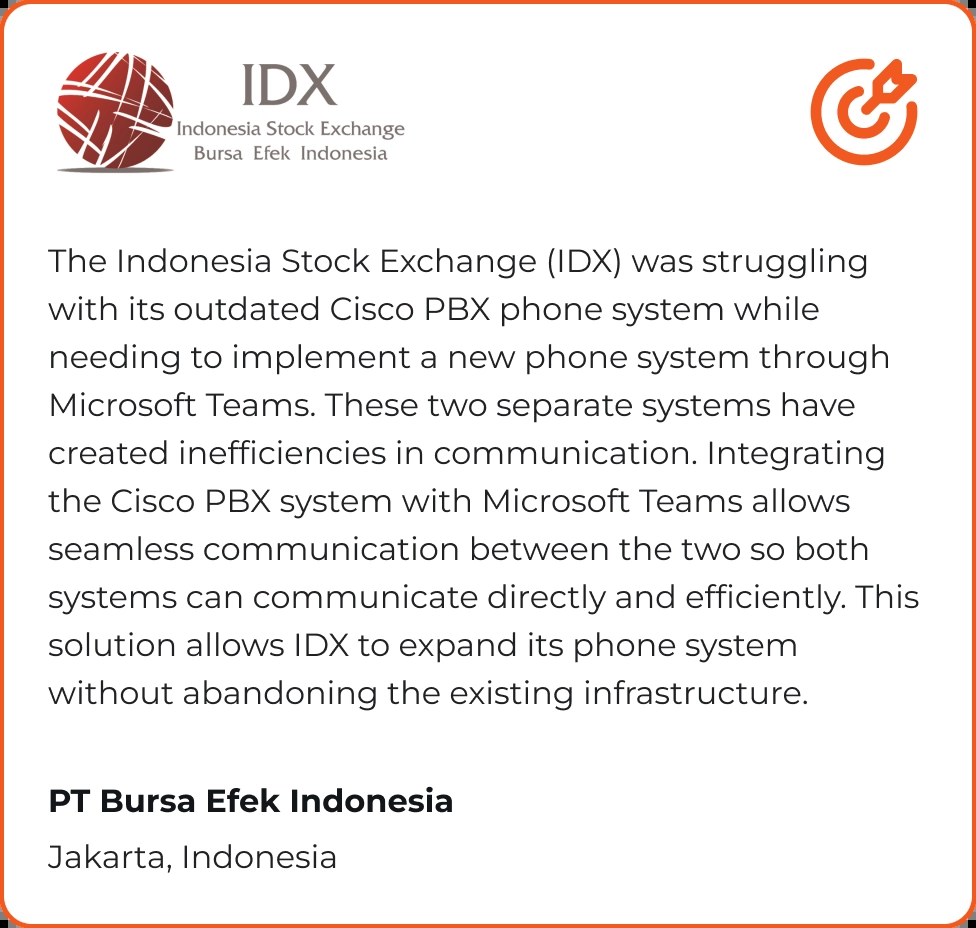 IDX
Indonesia Stock Exchange
Bursa Efek Indonesia
The Indonesia Stock Exchange (IDX) was struggling
with its outdated Cisco PBX phone system while
needing to implement a new phone system through
Microsoft Teams. These two separate systems have
created inefficiencies in communication. Integrating
the Cisco PBX system with Microsoft Teams allows
seamless communication between the two so both
systems can communicate directly and efficiently. This
solution allows IDX to expand its phone system
without abandoning the existing infrastructure.
PT Bursa Efek Indonesia
Jakarta, Indonesia